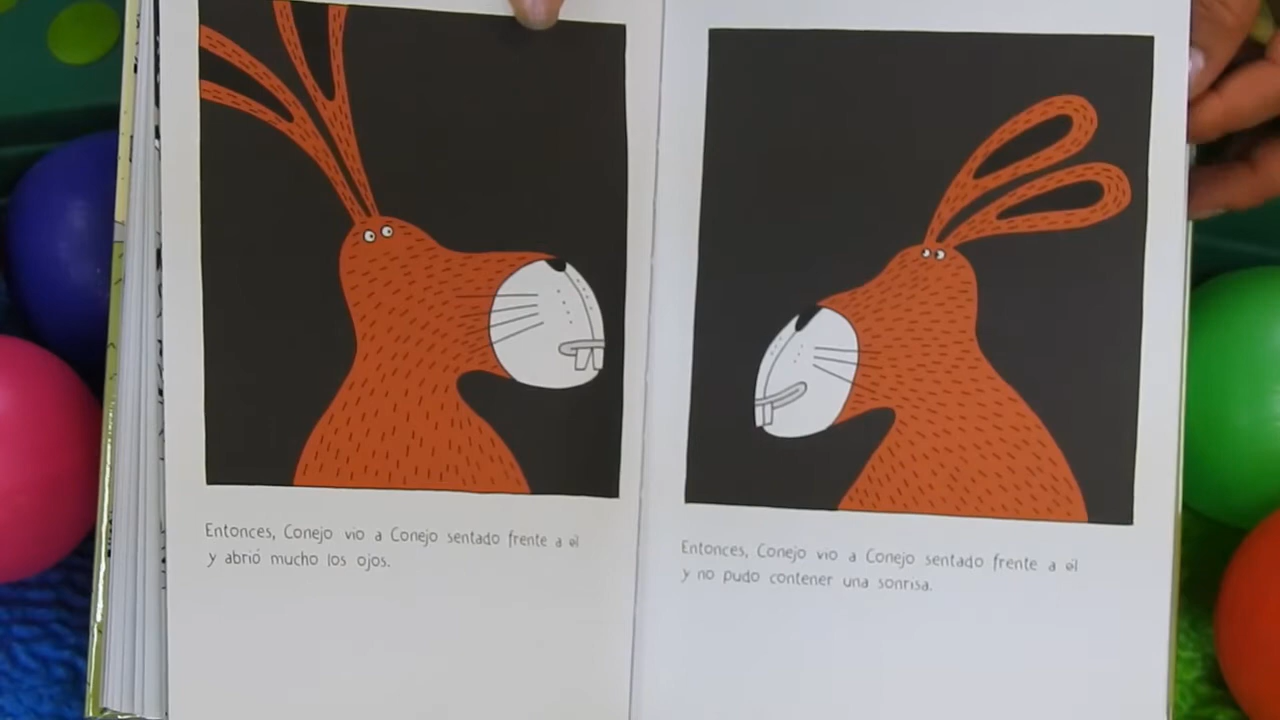 Entonces, Conejo vio a Conejo sentado frente a él
y abrió mucho los ojos.
Entonces, Conejo vio a Conejo sentado frente a él
y no pudo contener una sonrisa.